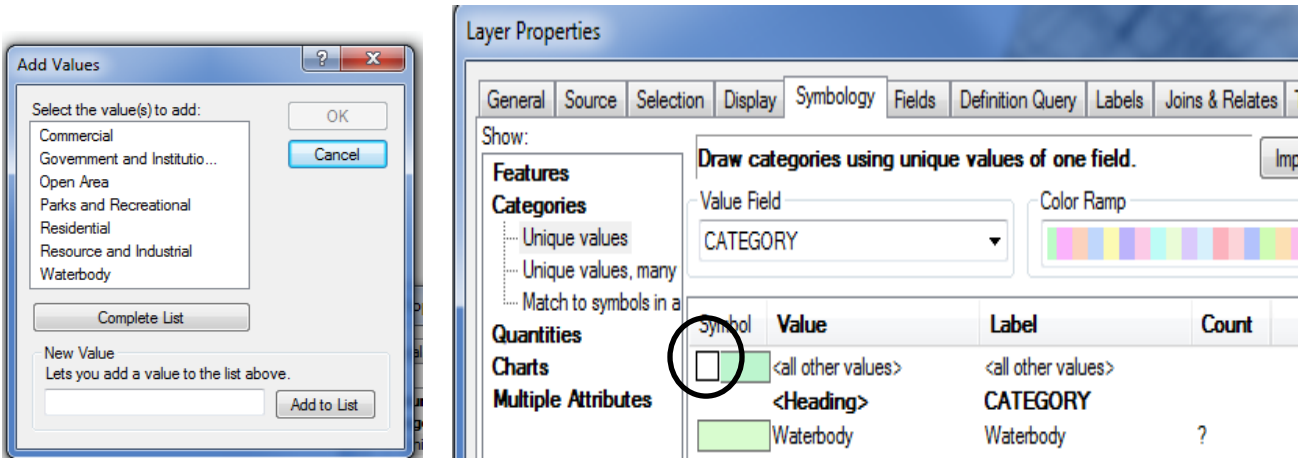 Add Values
Select the value(s) to add:
Commercial
Government and Institutio...
Open Area
Parks and Recreational
Residential
Resource and Industrial
Waterbody
OK
Cancel
Complete List
New Value
Lets you add a value to the list above.
Add to List
Layer Properties
General Source Selection Display Symbology Fields Definition Query Labels Joins & Relates
Show:
Features
Categories
Unique values
Unique values, many
Match to symbols in a
Quantities
Charts
Multiple Attributes
Draw categories using unique values of one field.
Imp
Value Field
CATEGORY
Color Ramp
Symbol Value Label Count
<all other values> <all other values>
<Heading> CATEGORY
Waterbody Waterbody ?